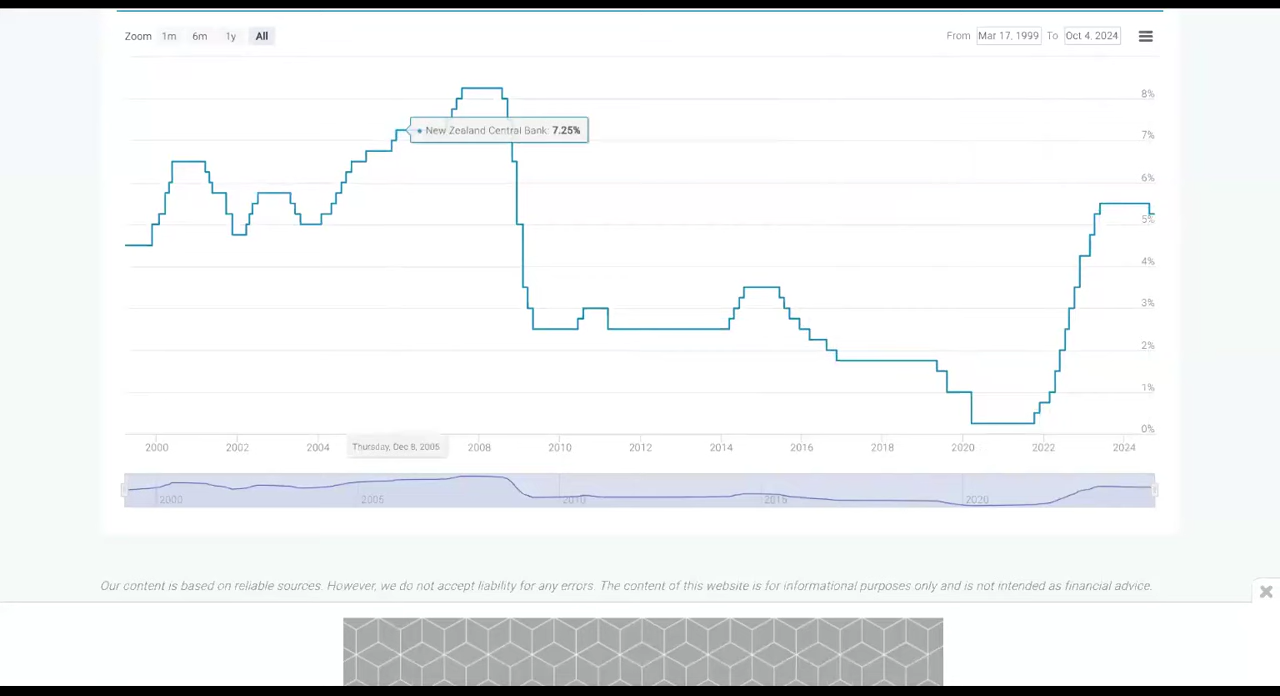 Zoom 1m 6m 1y All From Mar 17, 1999 To Oct 4, 2024
8%
New Zealand Central Bank: 7.25%
7%
6%
5%
4%
3%
2%
1%
0%
2000 2002 2004 Thursday, Dec 8, 2005 2008 2010 2012 2014 2016 2018 2020 2022 2024
2000 2005 2010 2015 2020
Our content is based on reliable sources. However, we do not accept liability for any errors. The content of this website is for informational purposes only and is not intended as financial advice.